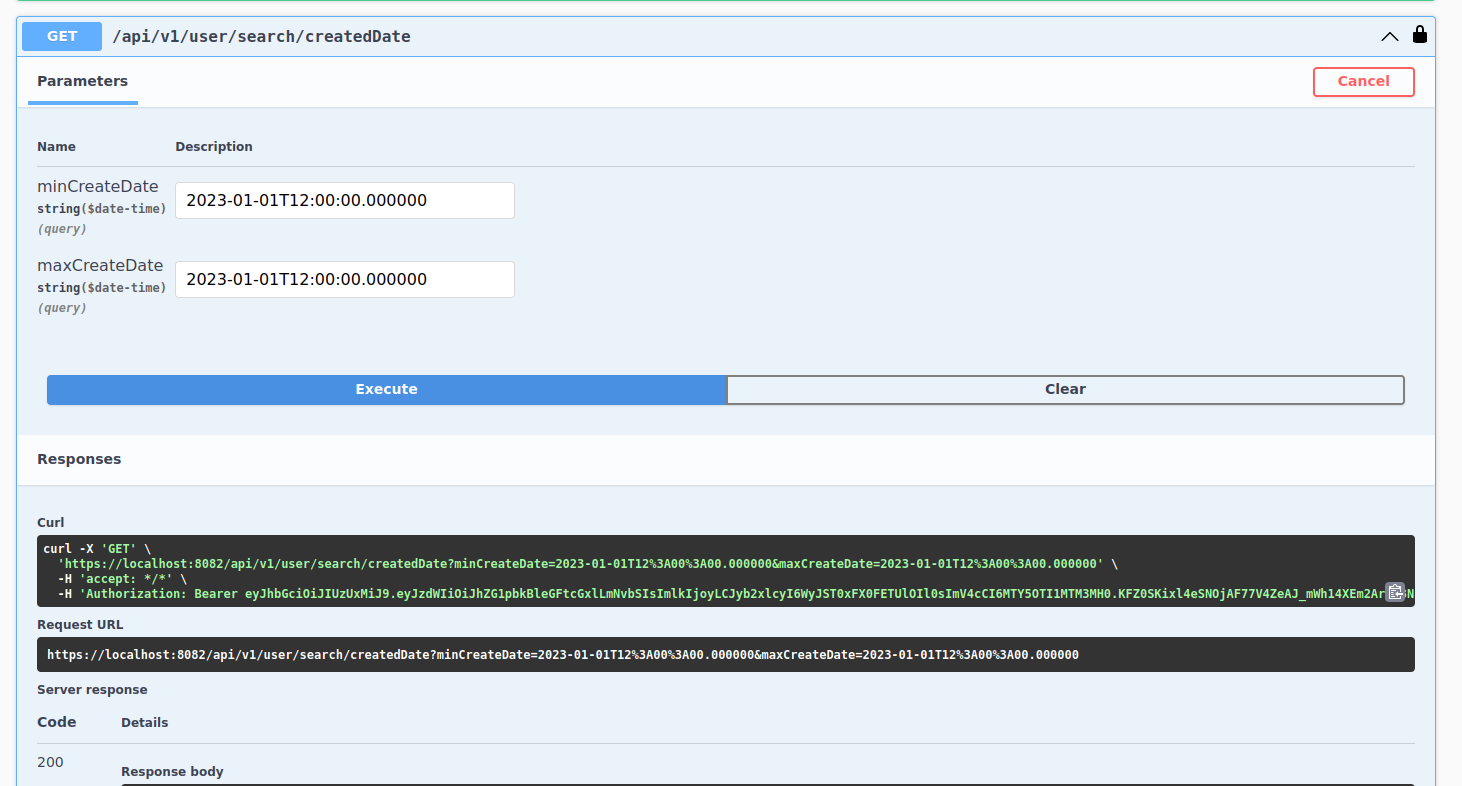 GET /api/v1/user/search/createdDate
Parameters
Cancel
Name Description
minCreateDate
string($date-time)
(query)
2023-01-01T12:00:00.000000
maxCreateDate
string($date-time)
(query)
2023-01-01T12:00:00.000000
Execute Clear
Responses
Curl
curl -X 'GET' \
'https://localhost:8082/api/v1/user/search/createdDate?minCreateDate=2023-01-01T12%3A00%3A00.000000&maxCreateDate=2023-01-01T12%3A00%3A00.000000' \
-H 'accept: */*' \
-H 'Authorization: Bearer
Request URL
https://localhost:8082/api/v1/user/search/createdDate?minCreateDate=2023-01-01T12%3A00%3A00.000000&maxCreateDate=2023-01-01T12%3A00%3A00.000000
Server response
Code Details
200
Response body